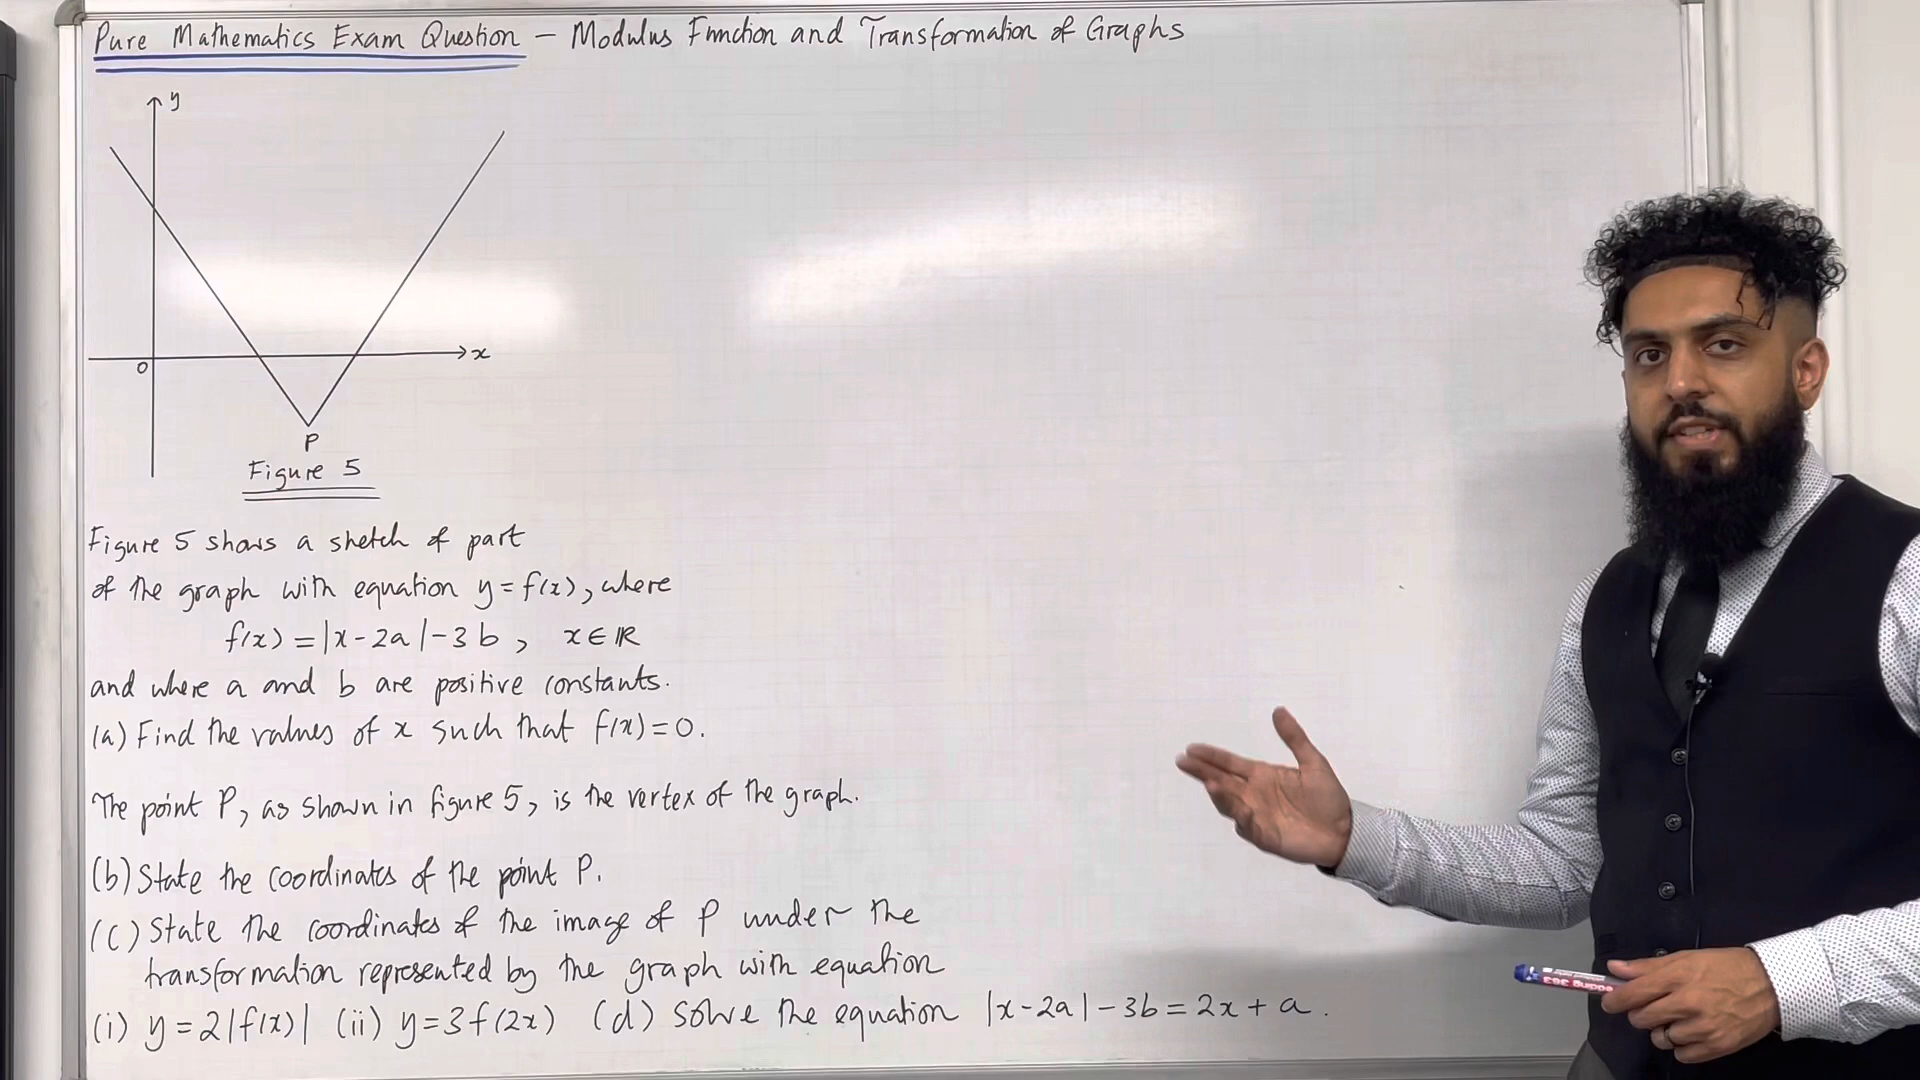 Pure Mathematics Exam Question – Modulus Function and Transformation of Graphs
y
x
0
P
Figure 5
Figure 5 shows a sketch of part
of the graph with equation y = f(x), where
f(x) = |x - 2a| - 3b, x ∈ ℝ
and where a and b are positive constants.
(a) Find the values of x such that f(x) = 0.
The point P, as shown in figure 5, is the vertex of the graph.
(b) State the coordinates of the point P.
(c) State the coordinates of the image of P under the
transformation represented by the graph with equation
(i) y = 2|f(x)| (ii) y = 3f(2x) (d) Solve the equation |x - 2a| - 3b = 2x + a.
edding 363